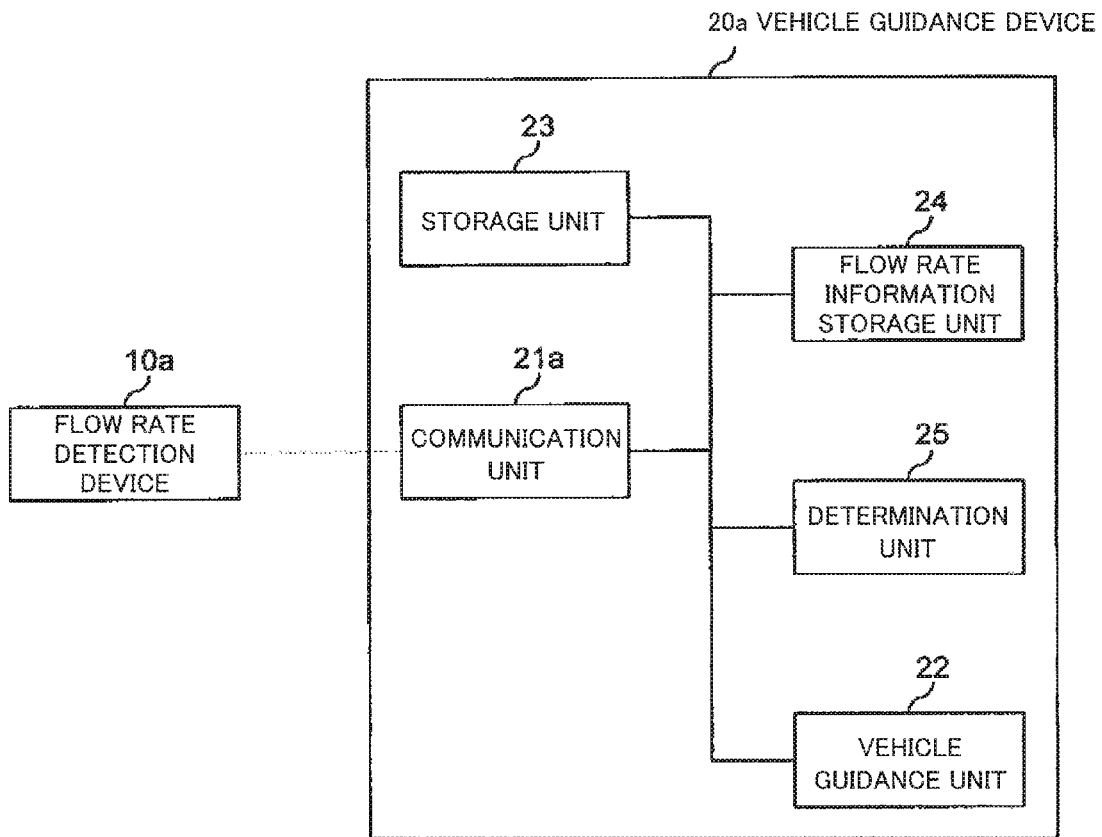 20a VEHICLE GUIDANCE DEVICE
23
STORAGE UNIT
24
FLOW RATE
INFORMATION
STORAGE UNIT
10a
FLOW RATE
DETECTION
DEVICE
21a
COMMUNICATION
UNIT
25
DETERMINATION
UNIT
22
VEHICLE
GUIDANCE UNIT